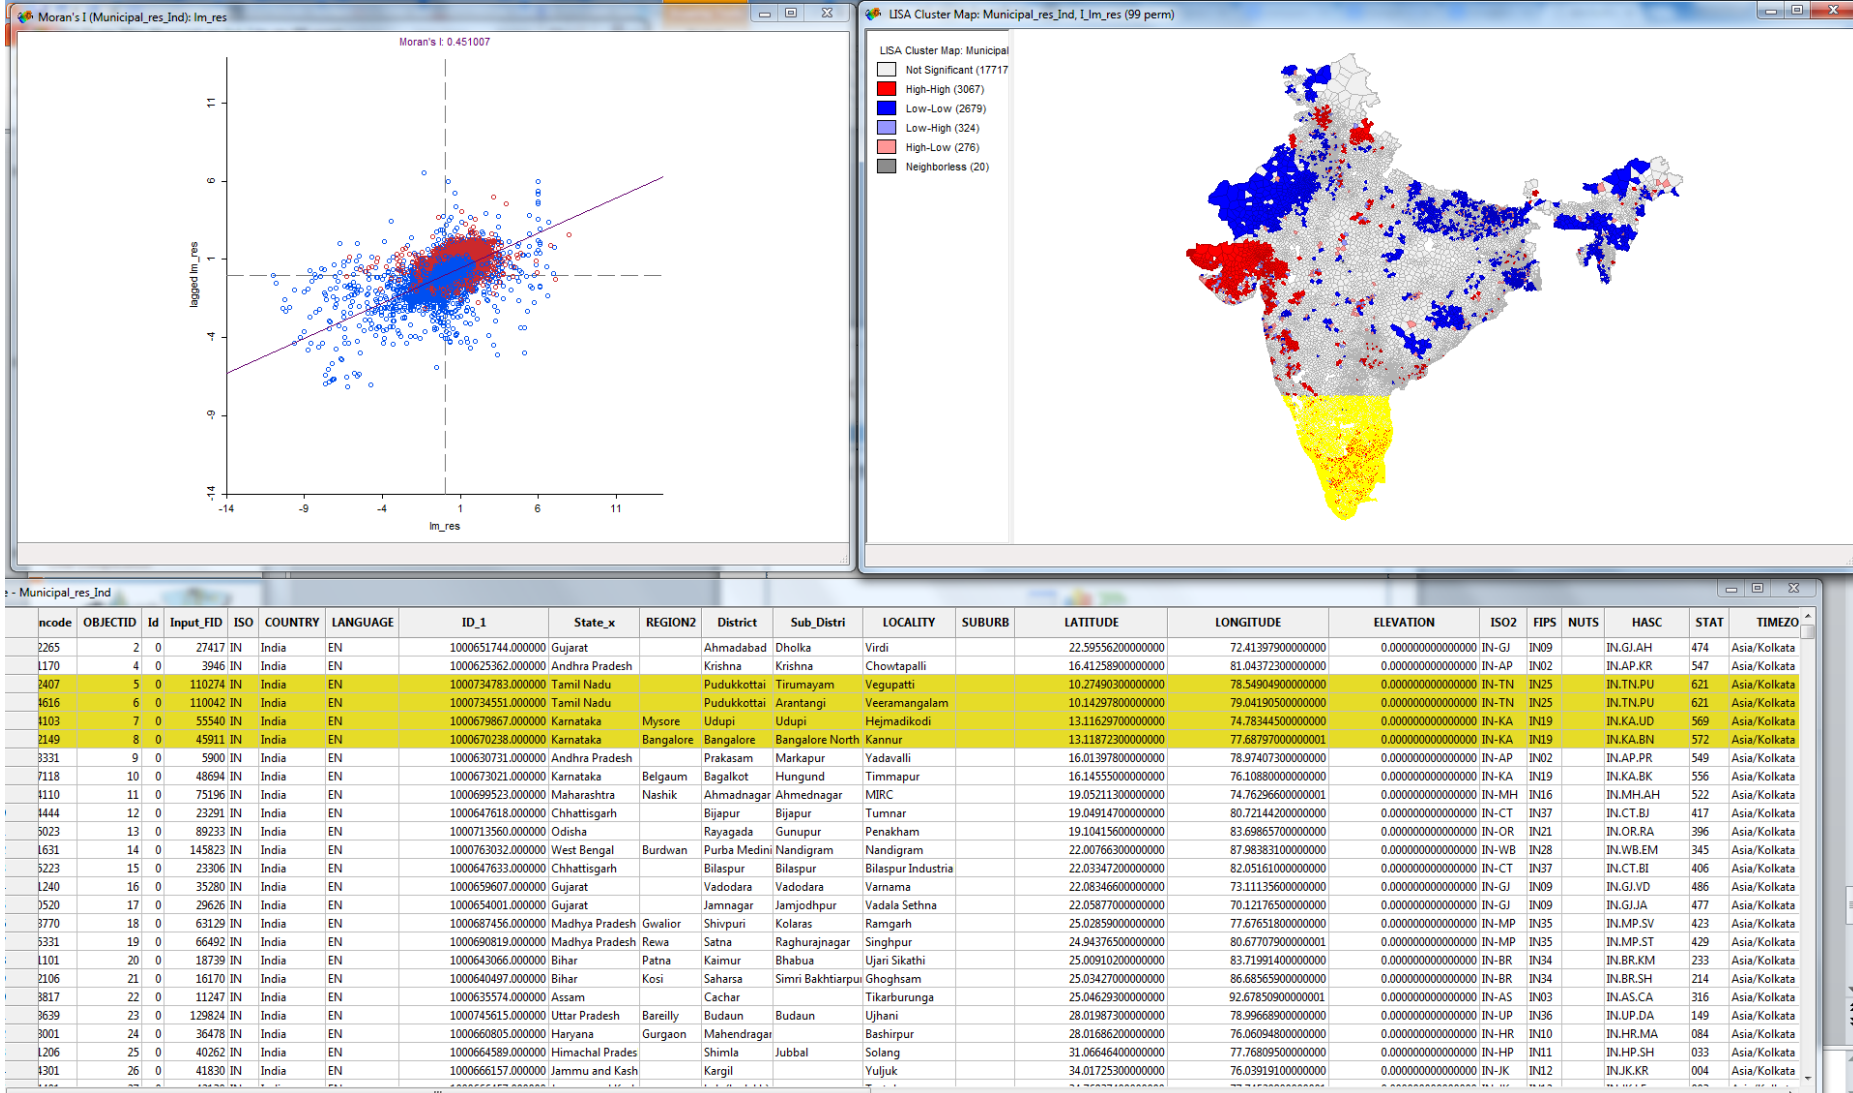 Moran's I (Municipal_res_Ind): lm_res
Moran's I: 0.451007
11
6
1
-4
-9
-14
lagged lm_res
-14 -9 -4 1 6 11
lm_res
LISA Cluster Map: Municipal_res_Ind, I_lm_res (99 perm)
LISA Cluster Map: Municipal
Not Significant (17717
High-High (3067)
Low-Low (2679)
Low-High (324)
High-Low (276)
Neighborless (20)
e - Municipal_res_Ind
ncode OBJECTID Id Input_FID ISO COUNTRY LANGUAGE ID_1 State_x REGION2 District Sub_Distri LOCALITY SUBURB LATITUDE LONGITUDE ELEVATION ISO2 FIPS NUTS HASC STAT TIMEZO
2265 2 0 27417 IN India EN 1000651744.000000 Gujarat Ahmadabad Dholka Virdi 22.59556200000000 72.41397900000000 0.000000000000000 IN-GJ IN09 IN.GJ.AH 474 Asia/Kolkata
1170 4 0 3946 IN India EN 1000625362.000000 Andhra Pradesh Krishna Krishna Chowtapalli 16.41258900000000 81.04372300000000 0.000000000000000 IN-AP IN02 IN.AP.KR 547 Asia/Kolkata
2407 5 0 110274 IN India EN 1000734783.000000 Tamil Nadu Pudukkottai Tirumayam Vegupatti 10.27490300000000 78.54904900000000 0.000000000000000 IN-TN IN25 IN.TN.PU 621 Asia/Kolkata
4616 6 0 110042 IN India EN 1000734551.000000 Tamil Nadu Pudukkottai Arantangi Veeramangalam 10.14297800000000 79.04190500000000 0.000000000000000 IN-TN IN25 IN.TN.PU 621 Asia/Kolkata
4103 7 0 55540 IN India EN 1000679867.000000 Karnataka Mysore Udupi Udupi Hejmadikodi 13.11629700000000 74.78344500000000 0.000000000000000 IN-KA IN19 IN.KA.UD 569 Asia/Kolkata
2149 8 0 45911 IN India EN 1000670238.000000 Karnataka Bangalore Bangalore Bangalore North Kannur 13.11872300000000 77.68797000000001 0.000000000000000 IN-KA IN19 IN.KA.BN 572 Asia/Kolkata
3331 9 0 5900 IN India EN 1000630731.000000 Andhra Pradesh Prakasam Markapur Yadavalli 16.01397800000000 78.97407300000000 0.000000000000000 IN-AP IN02 IN.AP.PR 549 Asia/Kolkata
7118 10 0 48694 IN India EN 1000673021.000000 Karnataka Belgaum Bagalkot Hungund Timmapur 16.14555000000000 76.10880000000000 0.000000000000000 IN-KA IN19 IN.KA.BK 556 Asia/Kolkata
4110 11 0 75196 IN India EN 1000699523.000000 Maharashtra Nashik Ahmadnagar Ahmednagar MIRC 19.05211300000000 74.76296600000001 0.000000000000000 IN-MH IN16 IN.MH.AH 522 Asia/Kolkata
4444 12 0 23291 IN India EN 1000647618.000000 Chhattisgarh Bijapur Bijapur Tumnar 19.04914700000000 80.72144200000000 0.000000000000000 IN-CT IN37 IN.CT.BJ 417 Asia/Kolkata
5023 13 0 89233 IN India EN 1000713560.000000 Odisha Rayagada Gunupur Penakham 19.10415600000000 83.69865700000000 0.000000000000000 IN-OR IN21 IN.OR.RA 396 Asia/Kolkata
1631 14 0 145823 IN India EN 1000763032.000000 West Bengal Burdwan Purba Medini Nandigram Nandigram 22.00766300000000 87.98383100000000 0.000000000000000 IN-WB IN28 IN.WB.EM 345 Asia/Kolkata
5223 15 0 23306 IN India EN 1000647633.000000 Chhattisgarh Bilaspur Bilaspur Bilaspur Industria 22.03347200000000 82.05161000000000 0.000000000000000 IN-CT IN37 IN.CT.BI 406 Asia/Kolkata
1240 16 0 35280 IN India EN 1000659607.000000 Gujarat Vadodara Vadodara Varnama 22.08346600000000 73.11135600000000 0.000000000000000 IN-GJ IN09 IN.GJ.VD 486 Asia/Kolkata
0520 17 0 29626 IN India EN 1000654001.000000 Gujarat Jamnagar Jamjodhpur Vadala Sethna 22.05877000000000 70.12176500000000 0.000000000000000 IN-GJ IN09 IN.GJ.JA 477 Asia/Kolkata
3770 18 0 63129 IN India EN 1000687456.000000 Madhya Pradesh Gwalior Shivpuri Kolaras Ramgarh 25.02859000000000 77.67651800000000 0.000000000000000 IN-MP IN35 IN.MP.SV 423 Asia/Kolkata
5331 19 0 66492 IN India EN 1000690819.000000 Madhya Pradesh Rewa Satna Raghurajnagar Singhpur 24.94376500000000 80.67707900000001 0.000000000000000 IN-MP IN35 IN.MP.ST 429 Asia/Kolkata
1101 20 0 18739 IN India EN 1000643066.000000 Bihar Patna Kaimur Bhabua Ujari Sikathi 25.00910200000000 83.71991400000000 0.000000000000000 IN-BR IN34 IN.BR.KM 233 Asia/Kolkata
2106 21 0 16170 IN India EN 1000640497.000000 Bihar Kosi Saharsa Simri Bakhtiarpu Ghoghsam 25.03427000000000 86.68565900000000 0.000000000000000 IN-BR IN34 IN.BR.SH 214 Asia/Kolkata
3817 22 0 11247 IN India EN 1000635574.000000 Assam Cachar Tikarburunga 25.04629300000000 92.67850900000001 0.000000000000000 IN-AS IN03 IN.AS.CA 316 Asia/Kolkata
3639 23 0 129824 IN India EN 1000745615.000000 Uttar Pradesh Bareilly Budaun Budaun Ujhani 28.01987300000000 78.99668900000000 0.000000000000000 IN-UP IN36 IN.UP.DA 149 Asia/Kolkata
3001 24 0 36478 IN India EN 1000660805.000000 Haryana Gurgaon Mahendragar Bashirpur 28.01686200000000 76.06094800000000 0.000000000000000 IN-HR IN10 IN.HR.MA 084 Asia/Kolkata
1206 25 0 40262 IN India EN 1000664589.000000 Himachal Prades Shimla Jubbal Solang 31.06646400000000 77.76809500000000 0.000000000000000 IN-HP IN11 IN.HP.SH 033 Asia/Kolkata
4301 26 0 41830 IN India EN 1000666157.000000 Jammu and Kash Kargil Yuljuk 34.01725300000000 76.03919100000000 0.000000000000000 IN-JK IN12 IN.JK.KR 004 Asia/Kolkata